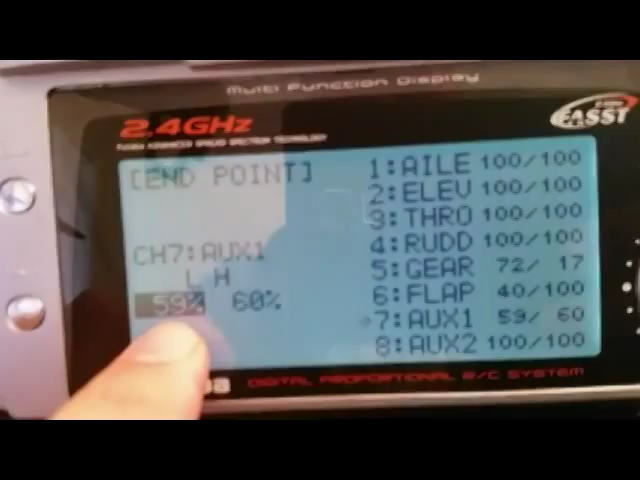 Multi Function Display
2.4GHz
FASST
[END POINT]
CH7:AUX1
L H
59% 60%
1:AILE 100/100
2:ELEV 100/100
3:THRO 100/100
4:RUDD 100/100
5:GEAR 72/ 17
6:FLAP 40/100
7:AUX1 59/ 60
8:AUX2 100/100
DIGITAL PROPORTIONAL R/C SYSTEM